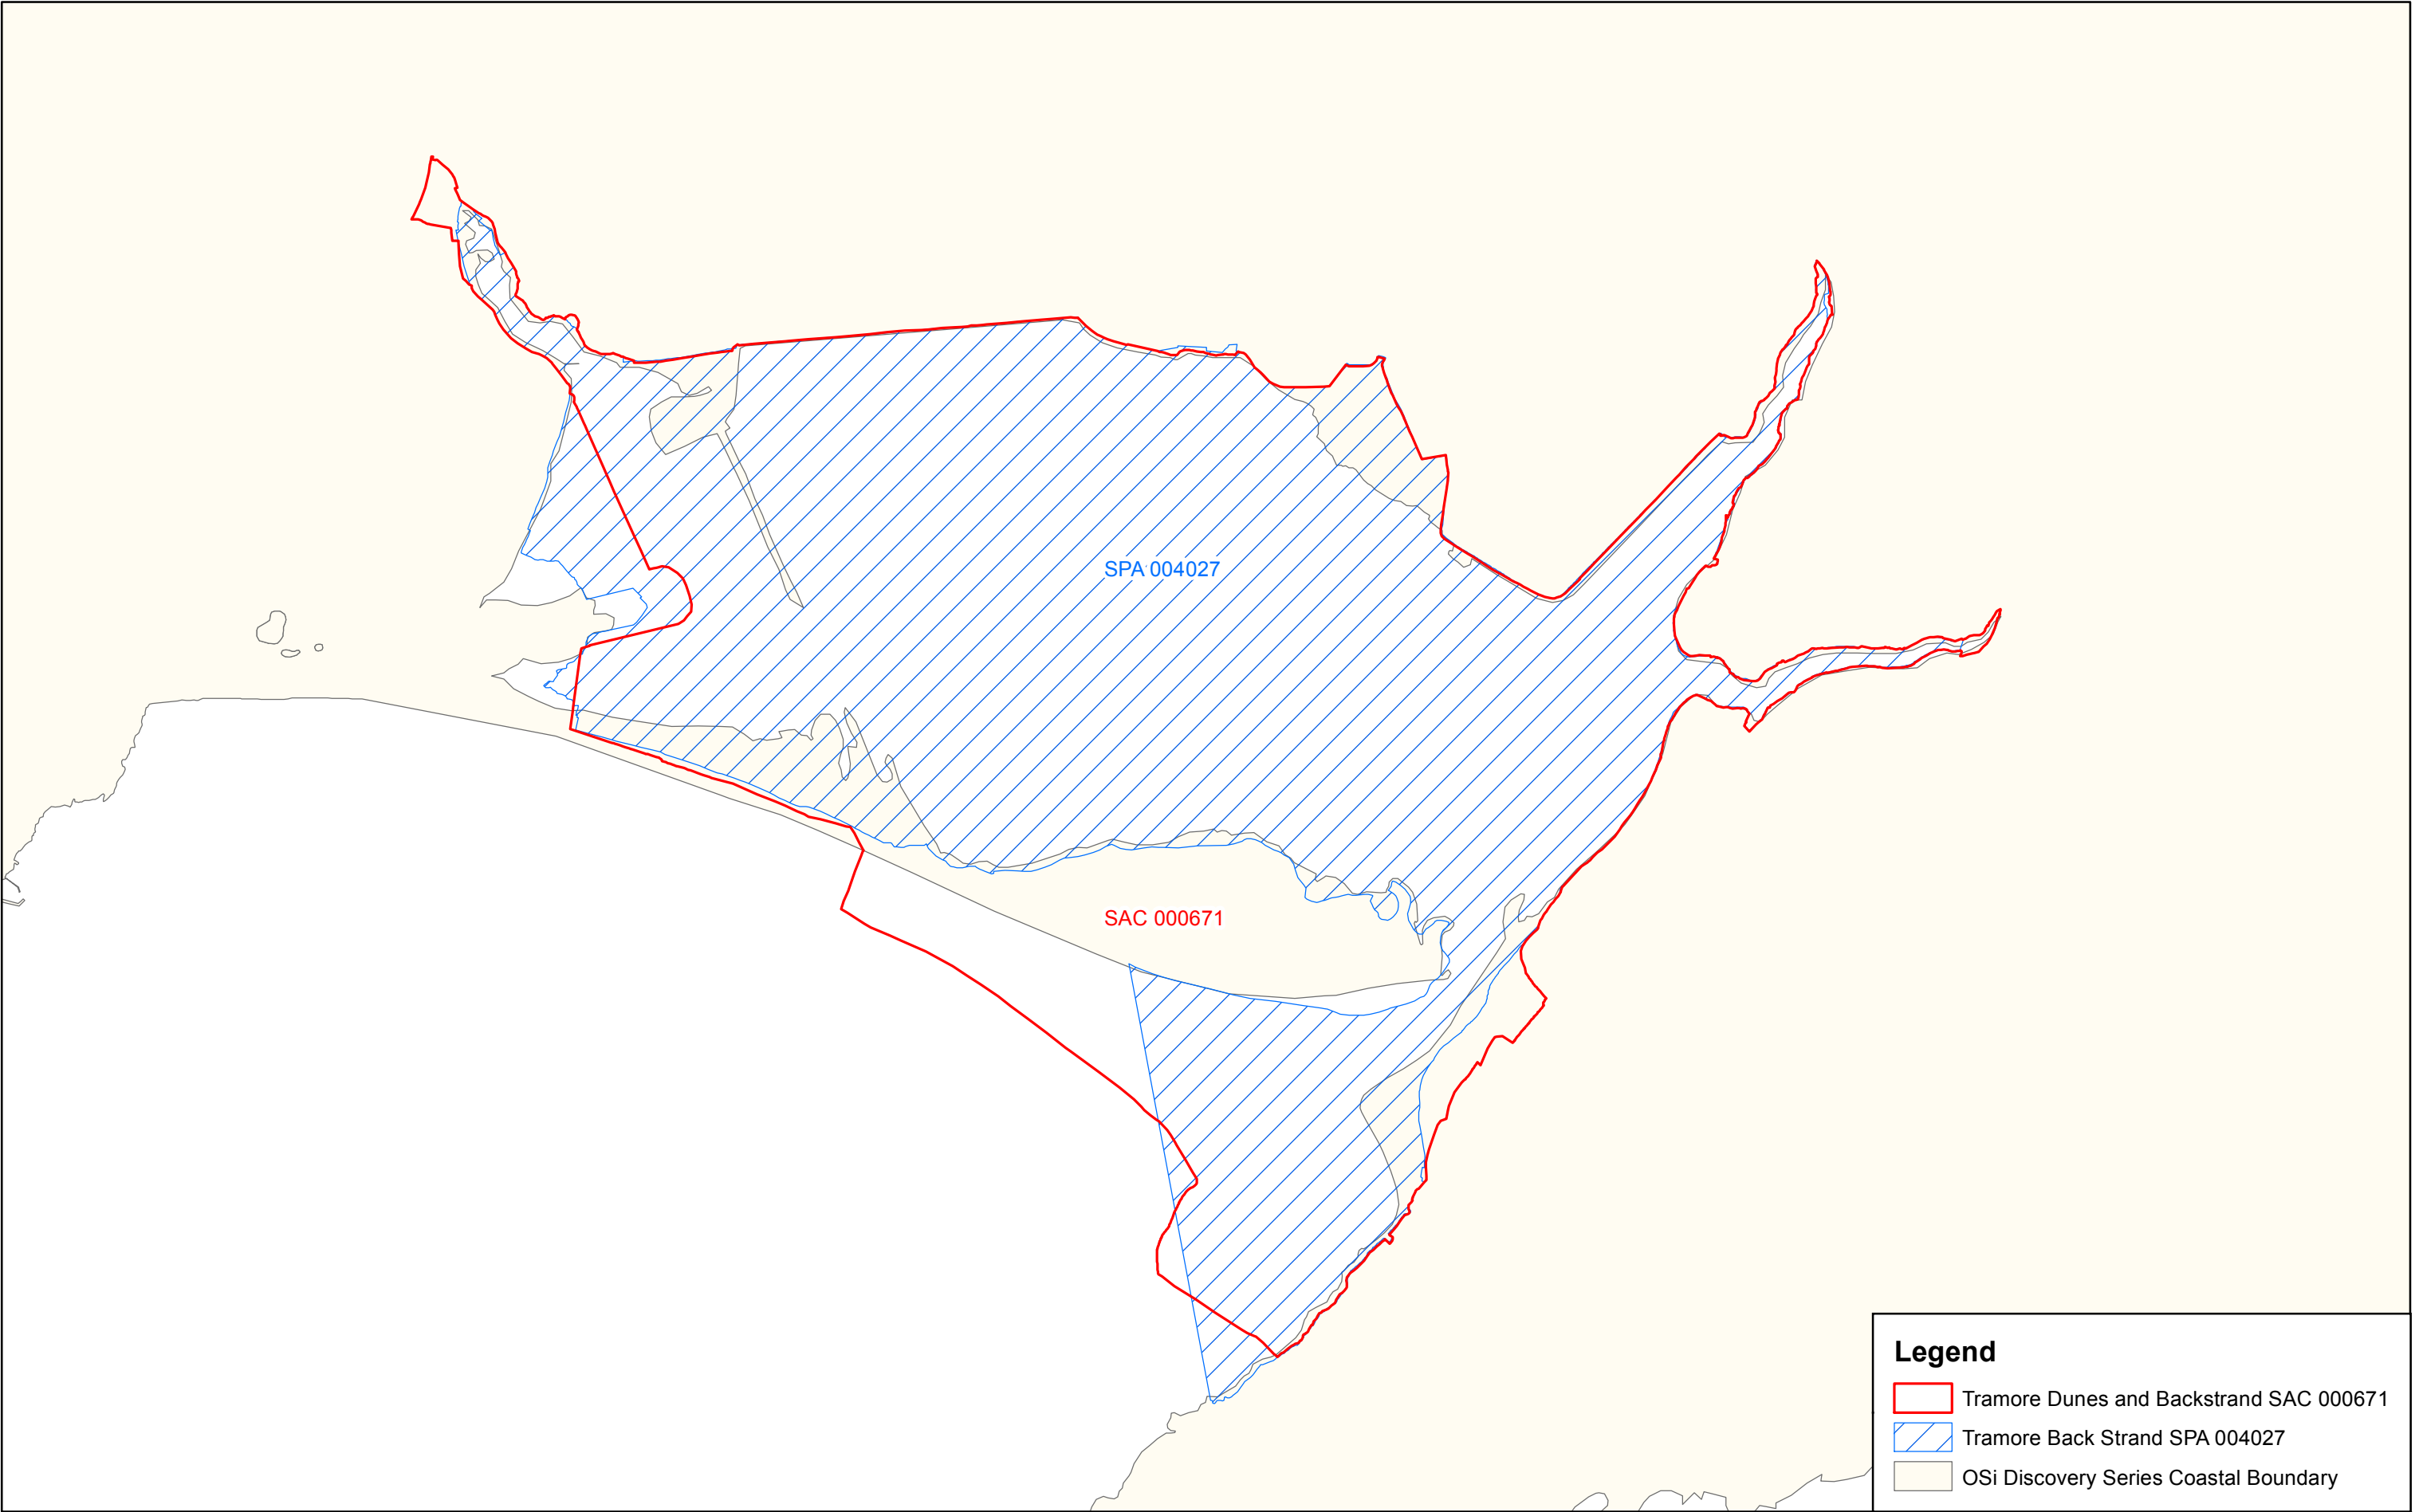 SPA 004027
SAC 000671
Legend
Tramore Dunes and Backstrand SAC 000671
Tramore Back Strand SPA 004027
OSi Discovery Series Coastal Boundary